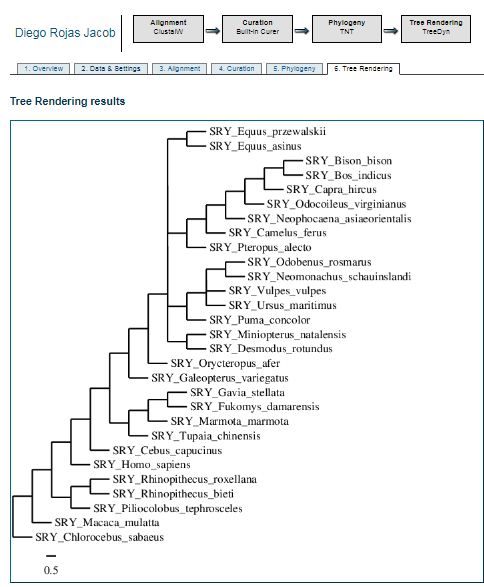 Diego Rojas Jacob
Alignment
ClustalW
Curation
Built-in Curer
Phylogeny
TNT
Tree Rendering
TreeDyn
1. Overview
2. Data & Settings
3. Alignment
4. Curation
5. Phylogeny
6. Tree Rendering
Tree Rendering results
SRY_Equus_przewalskii
SRY_Equus_asinus
SRY_Bison_bison
SRY_Bos_indicus
SRY_Capra_hircus
SRY_Odocoileus_virginianus
SRY_Neophocaena_asiaeorientalis
SRY_Camelus_ferus
SRY_Pteropus_alecto
SRY_Odobenus_rosmarus
SRY_Neomonachus_schauinslandi
SRY_Vulpes_vulpes
SRY_Ursus_maritimus
SRY_Puma_concolor
SRY_Miniopterus_natalensis
SRY_Desmodus_rotundus
SRY_Orycteropus_afer
SRY_Galeopterus_variegatus
SRY_Gavia_stellata
SRY_Fukomys_damarensis
SRY_Marmota_marmota
SRY_Tupaia_chinensis
SRY_Cebus_capucinus
SRY_Homo_sapiens
SRY_Rhinopithecus_roxellana
SRY_Rhinopithecus_bieti
SRY_Piliocolobus_tephrosceles
SRY_Macaca_mulatta
SRY_Chlorocebus_sabaeus
0.5